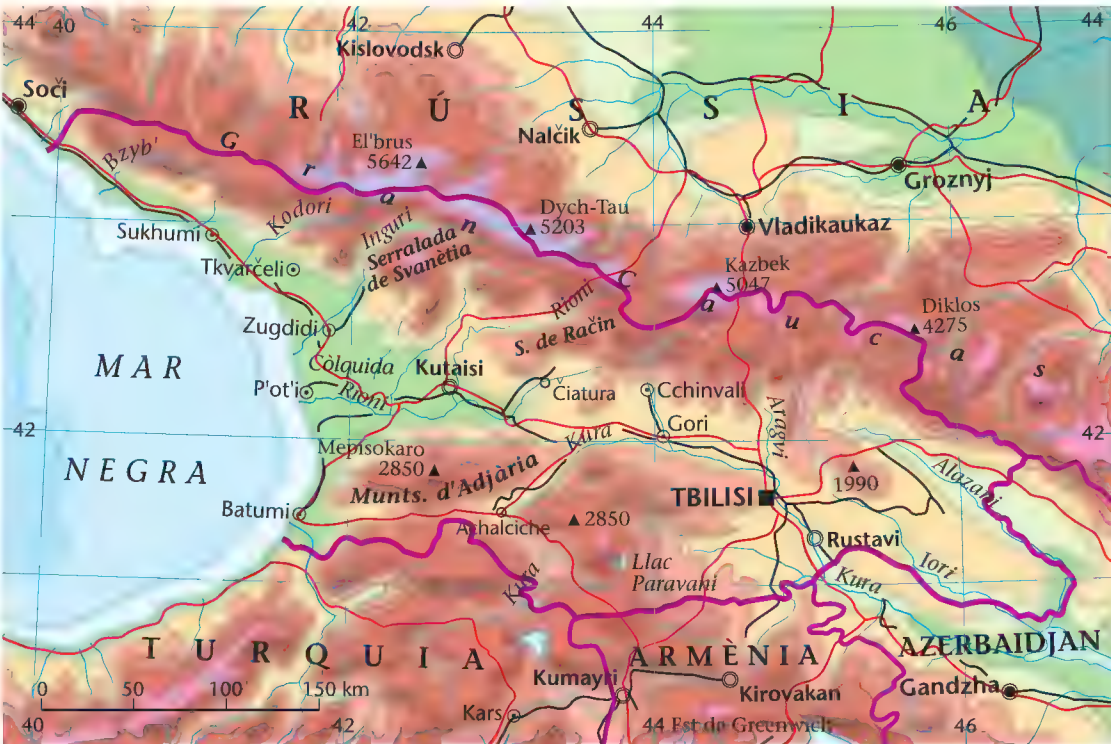 44 40 42 44 46 44
Kislovodsk
Soči
R Ú S S I A
Nalčik
Bzyb'
G r a n C a u c a s
El'brus
5642
Groznyj
Kodori
Inguri
Dych-Tau
5203
Vladikaukaz
Sukhumi
Serralada
de Svanètia
Tkvarčeli
Kazbek
5047
Rioni
Diklos
4275
Zugdidi
S. de Račin
MAR
NEGRA
Còlquida
Kutaisi
P'ot'i
Rioni
Čiatura
Cchinvali
Aragvi
Gori
42
42
Kura
Mepisokaro
2850
Munts. d'Adjària
Alazani
1990
TBILISI
Batumi
Achalciche
2850
Rustavi
Llac
Paravani
Iori
Kura
Kura
TURQUIA
ARMÈNIA
AZERBAIDJAN
Kumayri
Kirovakan
Gandzha
0 50 100 150 km
Kars
40 42 44 Est de Greenwich 46